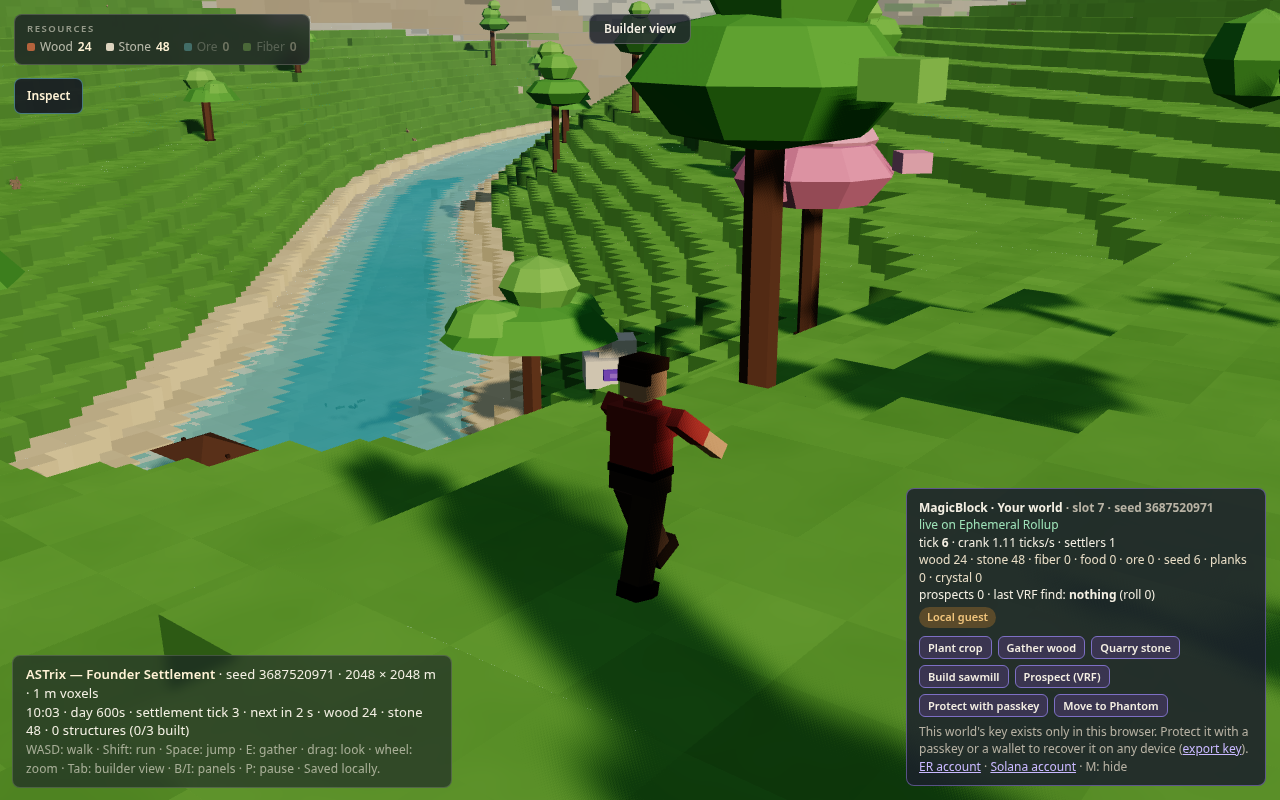 RESOURCES
Wood 24 Stone 48 Ore 0 Fiber 0
Builder view
Inspect
MagicBlock · Your world · slot 7 · seed 3687520971
live on Ephemeral Rollup
tick 6 · crank 1.11 ticks/s · settlers 1
wood 24 · stone 48 · fiber 0 · food 0 · ore 0 · seed 6 · planks
0 · crystal 0
prospects 0 · last VRF find: nothing (roll 0)
Local guest
Plant crop Gather wood Quarry stone
Build sawmill Prospect (VRF)
Protect with passkey Move to Phantom
This world's key exists only in this browser. Protect it with a
passkey or a wallet to recover it on any device (export key).
ER account · Solana account · M: hide
ASTrix — Founder Settlement · seed 3687520971 · 2048 × 2048 m
· 1 m voxels
10:03 · day 600s · settlement tick 3 · next in 2 s · wood 24 · stone
48 · 0 structures (0/3 built)
WASD: walk · Shift: run · Space: jump · E: gather · drag: look · wheel:
zoom · Tab: builder view · B/I: panels · P: pause · Saved locally.